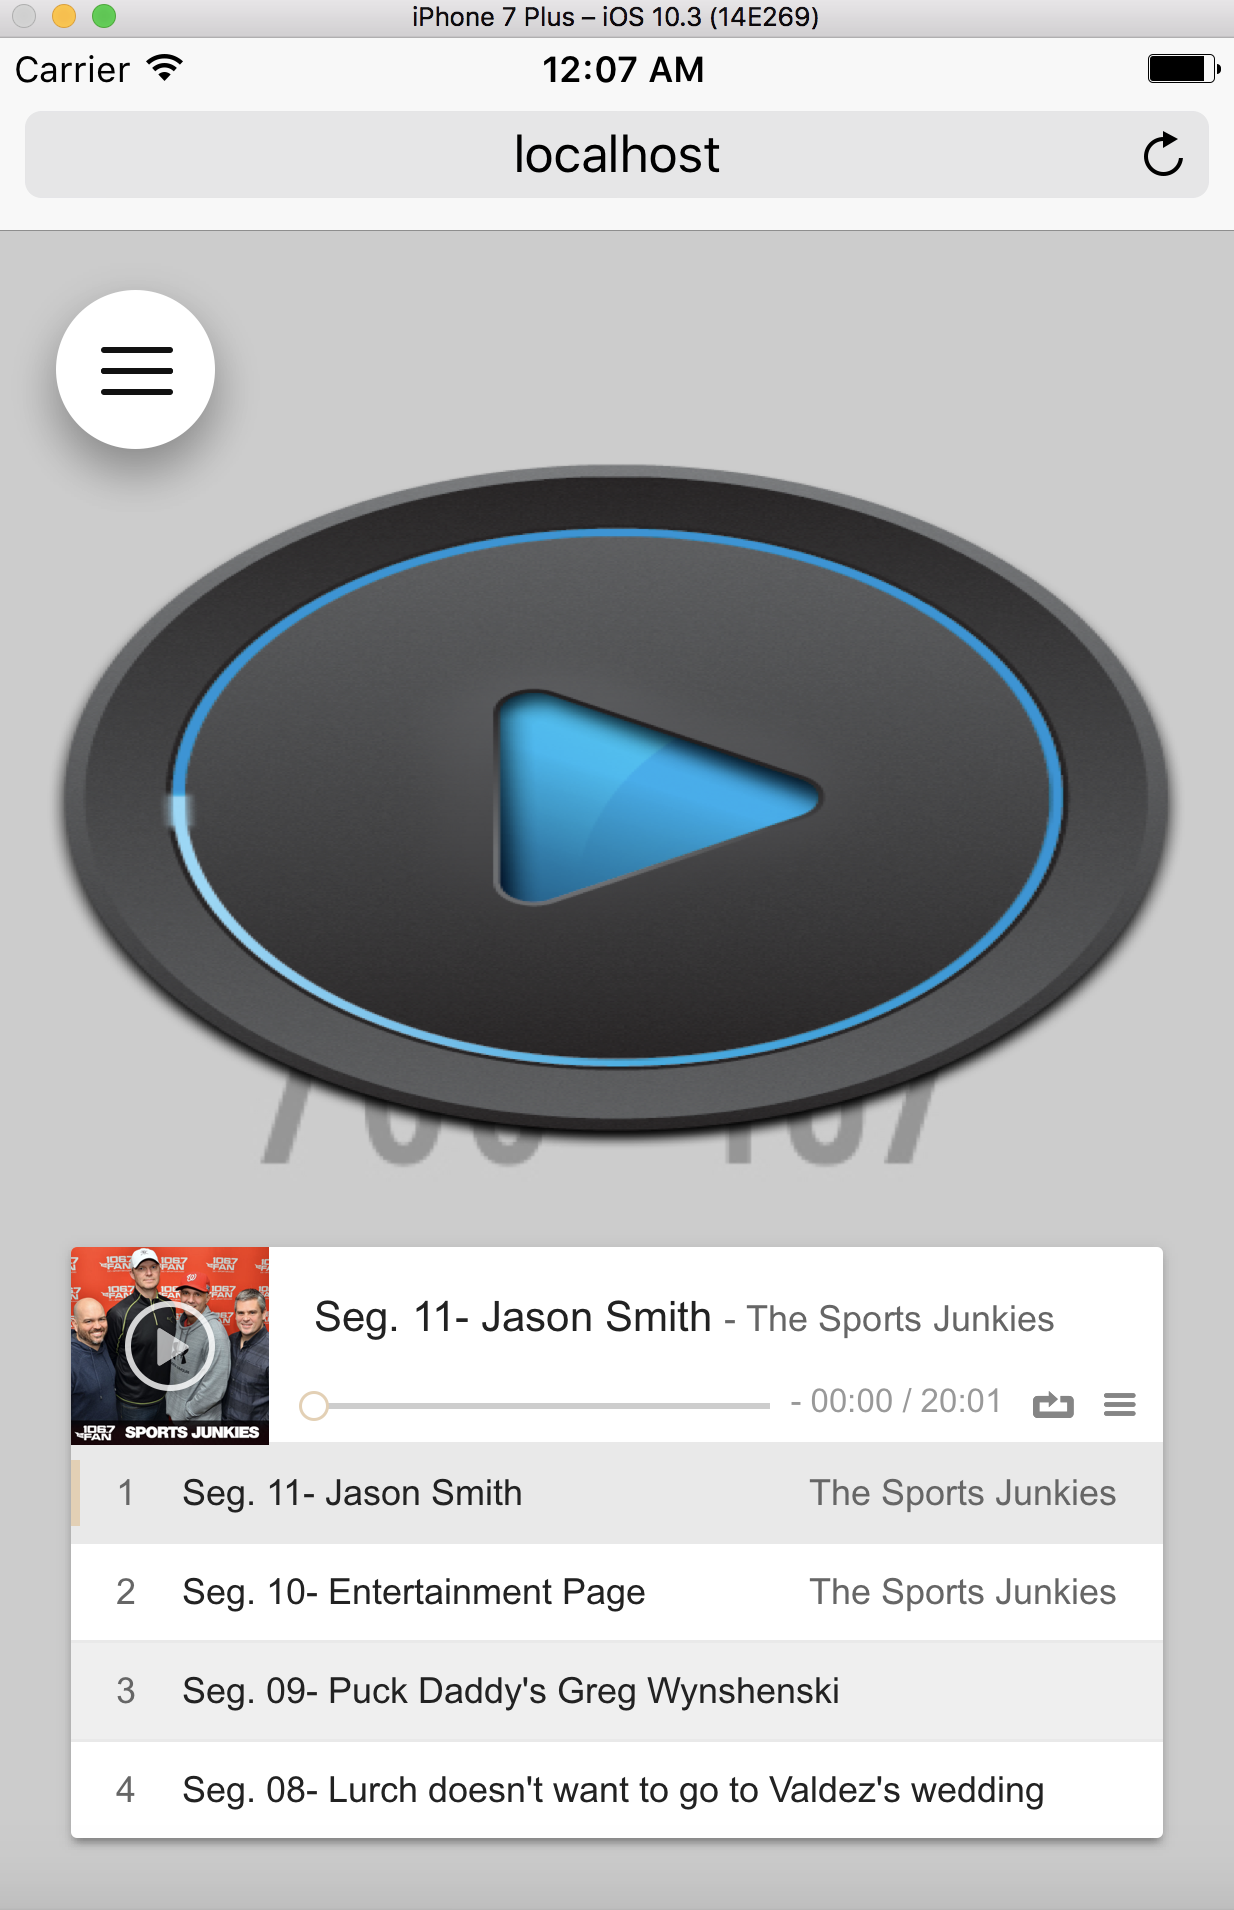 iPhone 7 Plus – iOS 10.3 (14E269)
Carrier 12:07 AM
localhost
1067 FAN
SPORTS JUNKIES
Seg. 11- Jason Smith - The Sports Junkies
- 00:00 / 20:01
1 Seg. 11- Jason Smith The Sports Junkies
2 Seg. 10- Entertainment Page The Sports Junkies
3 Seg. 09- Puck Daddy's Greg Wynshenski
4 Seg. 08- Lurch doesn't want to go to Valdez's wedding